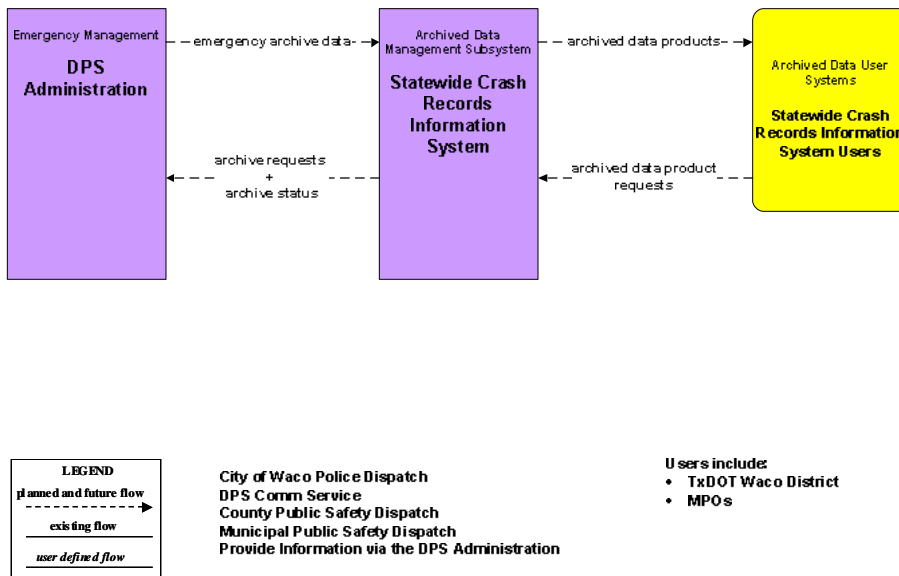 Emergency Management
DPS
Administration
emergency archive data
archive requests
+
archive status
Archived Data
Management Subsystem
Statewide Crash
Records
Information
System
archived data products
archived data product
requests
Archived Data User
Systems
Statewide Crash
Records Information
System Users
LEGEND
planned and future flow
existing flow
user defined flow
City of Waco Police Dispatch
DPS Comm Service
County Public Safety Dispatch
Municipal Public Safety Dispatch
Provide Information via the DPS Administration
Users include:
• TxDOT Waco District
• MPOs